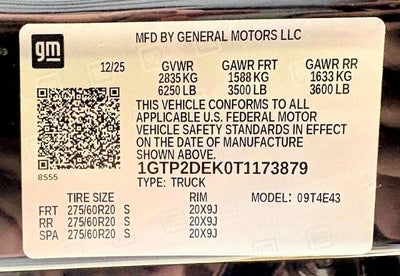 gm
MFD BY GENERAL MOTORS LLC
12/25 GVWR GAWR FRT GAWR RR
2835 KG 1588 KG 1633 KG
6250 LB 3500 LB 3600 LB
THIS VEHICLE CONFORMS TO ALL
APPLICABLE U.S. FEDERAL MOTOR
VEHICLE SAFETY STANDARDS IN EFFECT
ON THE DATE OF MANUFACTURE
SHOWN ABOVE.
8555
1GTP2DEK0T1173879
TYPE: TRUCK
TIRE SIZE RIM MODEL: 09T4E43
FRT 275/60R20 S 20X9J
RR 275/60R20 S 20X9J
SPA 275/60R20 S 20X9J